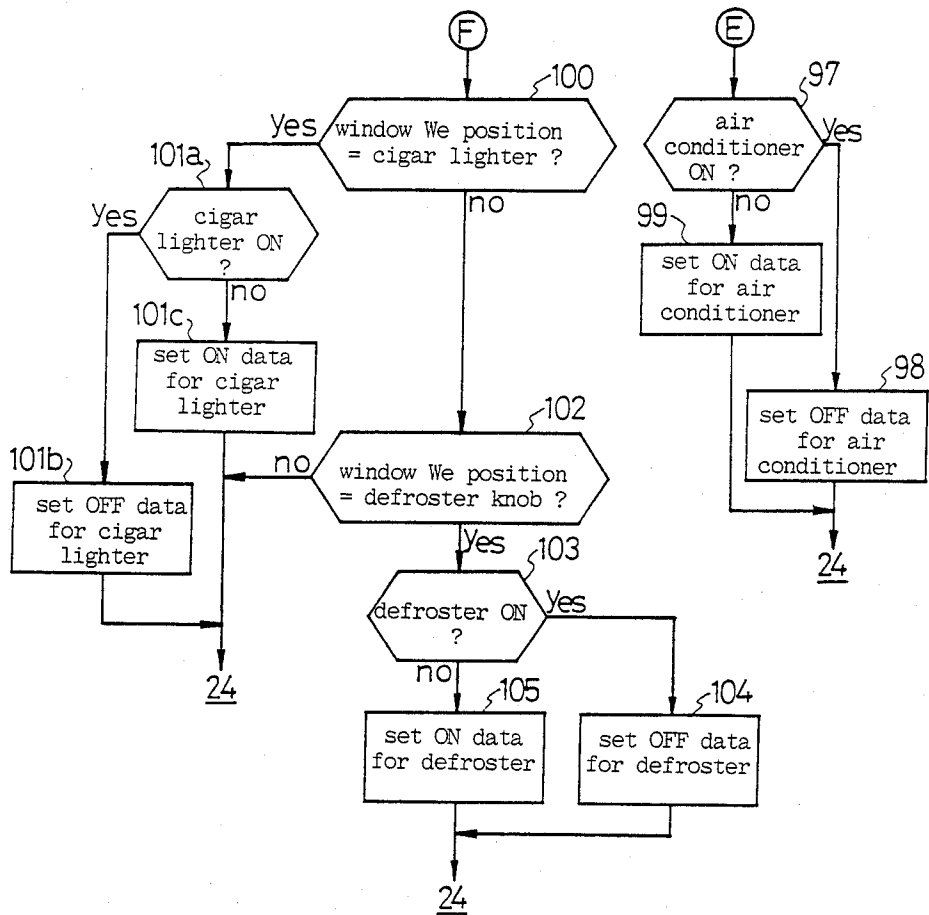 F
E
100
97
yes
window We position
= cigar lighter ?
air
conditioner
ON ?
yes
101a
no
no
yes
cigar
lighter ON
?
99
set ON data
for air
conditioner
no
101c
set ON data
for cigar
lighter
98
set OFF data
for air
conditioner
102
no
window We position
= defroster knob ?
101b
set OFF data
for cigar
lighter
yes
103
24
defroster ON
?
yes
no
24
105
104
set ON data
for defroster
set OFF data
for defroster
24